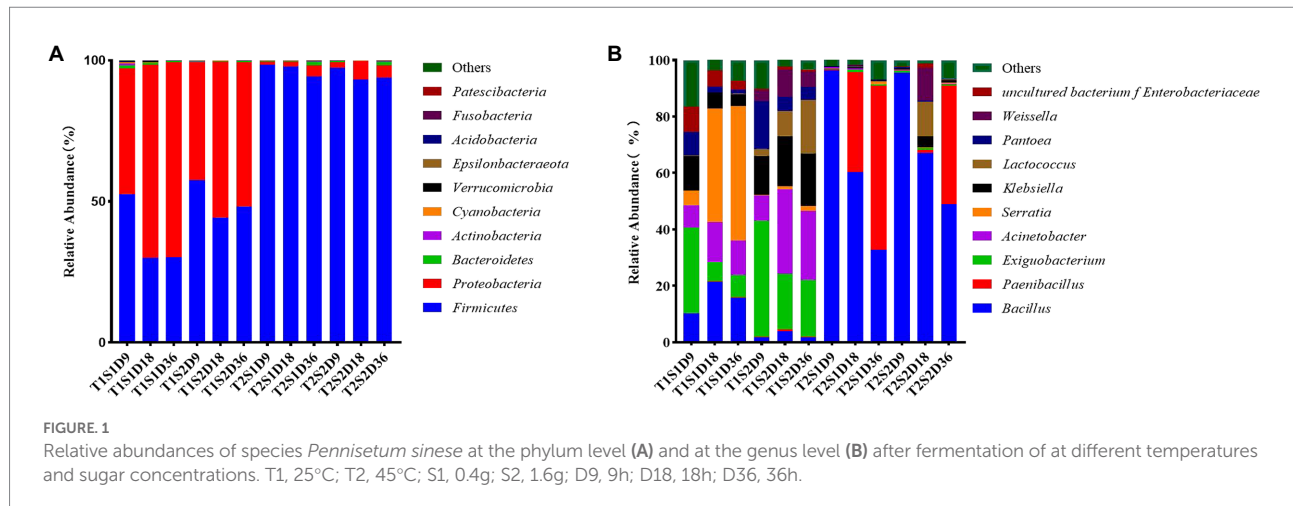 A
Relative Abundance (%)
100
50
0
T1S1D9
T1S1D18
T1S1D36
T1S2D9
T1S2D18
T1S2D36
T2S1D9
T2S1D18
T2S1D36
T2S2D9
T2S2D18
T2S2D36
Others
Patescibacteria
Fusobacteria
Acidobacteria
Epsilonbacteraeota
Verrucomicrobia
Cyanobacteria
Actinobacteria
Bacteroidetes
Proteobacteria
Firmicutes
B
Relative Abundance( %)
100
80
60
40
20
0
T1S1D9
T1S1D18
T1S1D36
T1S2D9
T1S2D18
T1S2D36
T2S1D9
T2S1D18
T2S1D36
T2S2D9
T2S2D18
T2S2D36
Others
uncultured bacterium f Enterobacteriaceae
Weissella
Pantoea
Lactococcus
Klebsiella
Serratia
Acinetobacter
Exiguobacterium
Paenibacillus
Bacillus
FIGURE. 1
Relative abundances of species Pennisetum sinese at the phylum level (A) and at the genus level (B) after fermentation of at different temperatures
and sugar concentrations. T1, 25°C; T2, 45°C; S1, 0.4g; S2, 1.6g; D9, 9h; D18, 18h; D36, 36h.